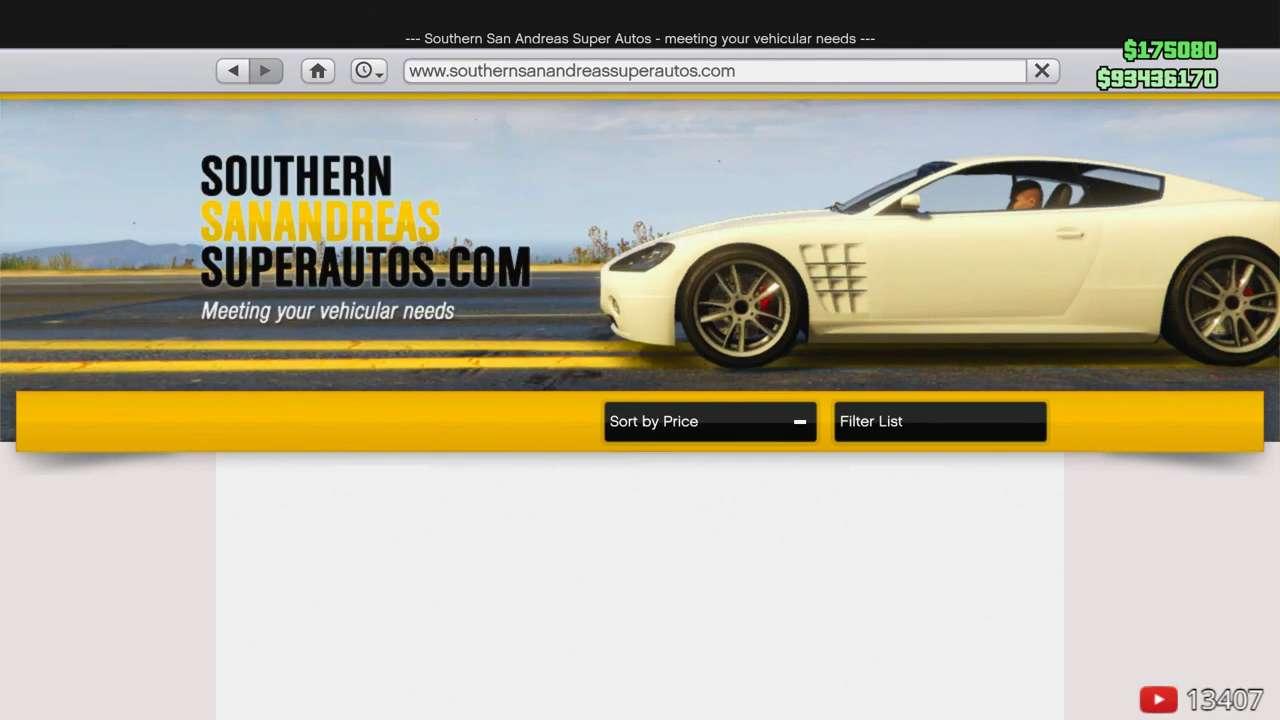 --- Southern San Andreas Super Autos - meeting your vehicular needs ---
$175080
www.southernsanandreassuperautos.com
$93436170
SOUTHERN
SANANDREAS
SUPERAUTOS.COM
Meeting your vehicular needs
Sort by Price
Filter List
13407